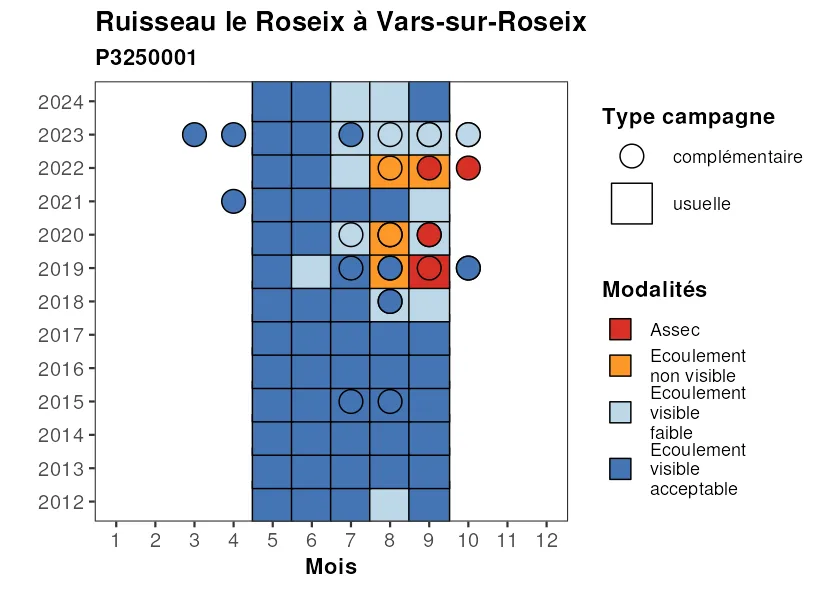 Ruisseau le Roseix à Vars-sur-Roseix
P3250001
2024
2023
2022
2021
2020
2019
2018
2017
2016
2015
2014
2013
2012
1 2 3 4 5 6 7 8 9 10 11 12
Mois
Type campagne
complémentaire
usuelle
Modalités
Assec
Ecoulement
non visible
Ecoulement
visible
faible
Ecoulement
visible
acceptable